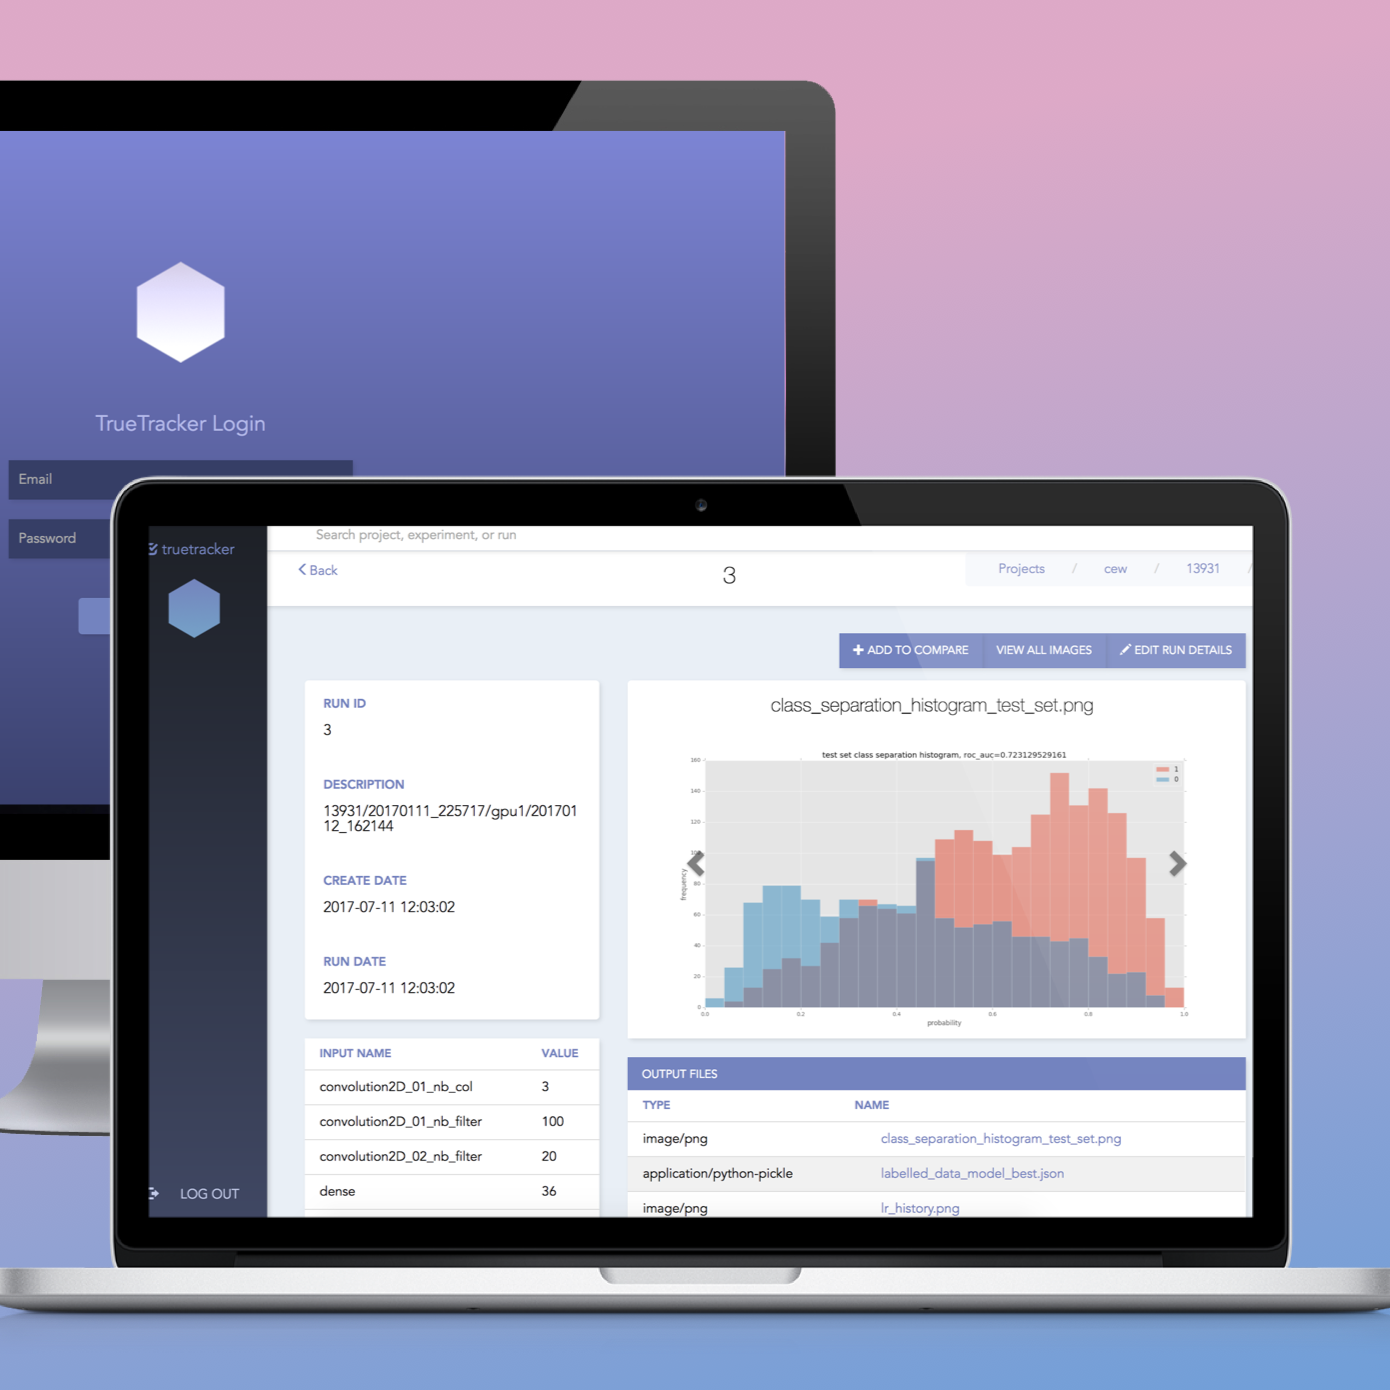 TrueTracker Login
Email
Password
truetracker
LOG OUT
Search project, experiment, or run
Back
3
Projects / cew / 13931 /
ADD TO COMPARE
VIEW ALL IMAGES
EDIT RUN DETAILS
RUN ID
3
DESCRIPTION
13931/20170111_225717/gpu1/201701
12_162144
CREATE DATE
2017-07-11 12:03:02
RUN DATE
2017-07-11 12:03:02
INPUT NAME VALUE
convolution2D_01_nb_col 3
convolution2D_01_nb_filter 100
convolution2D_02_nb_filter 20
dense 36
class_separation_histogram_test_set.png
test set class separation histogram, roc_auc=0.723129529161
1
0
160
140
120
80
60
40
20
0
frequency
0.0 0.2 0.4 0.6 0.8 1.0
probability
OUTPUT FILES
TYPE NAME
image/png class_separation_histogram_test_set.png
application/python-pickle labelled_data_model_best.json
image/png lr_history.png